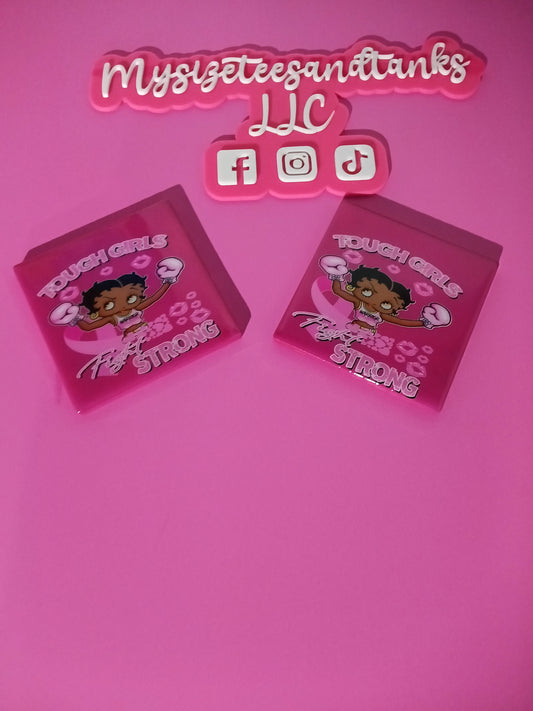 Mysizeteesandtanks
LLC
TOUGH GIRLS
Fight
STRONG
TOUGH GIRLS
Fight
STRONG